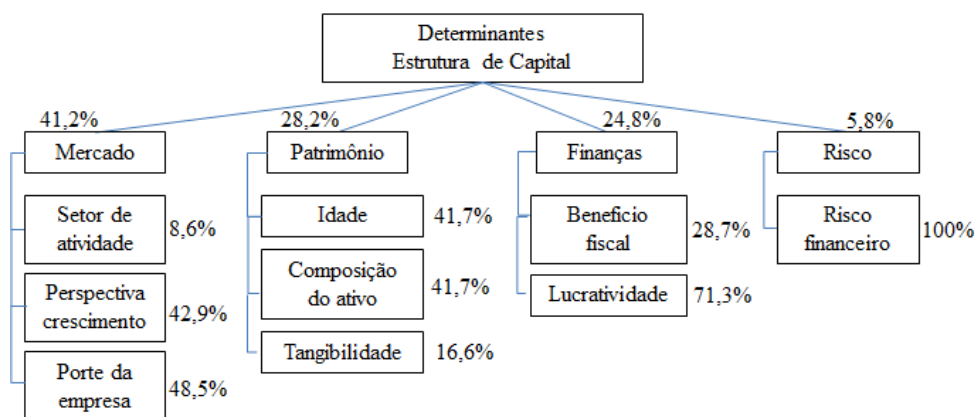 Determinantes
Estrutura de Capital
41,2%
Mercado
Setor de
atividade
8,6%
Perspectiva
crescimento
42,9%
Porte da
empresa
48,5%
28,2%
Patrimônio
Idade
41,7%
Composição
do ativo
41,7%
Tangibilidade
16,6%
24,8%
Finanças
Beneficio
fiscal
28,7%
Lucratividade
71,3%
5,8%
Risco
Risco
financeiro
100%